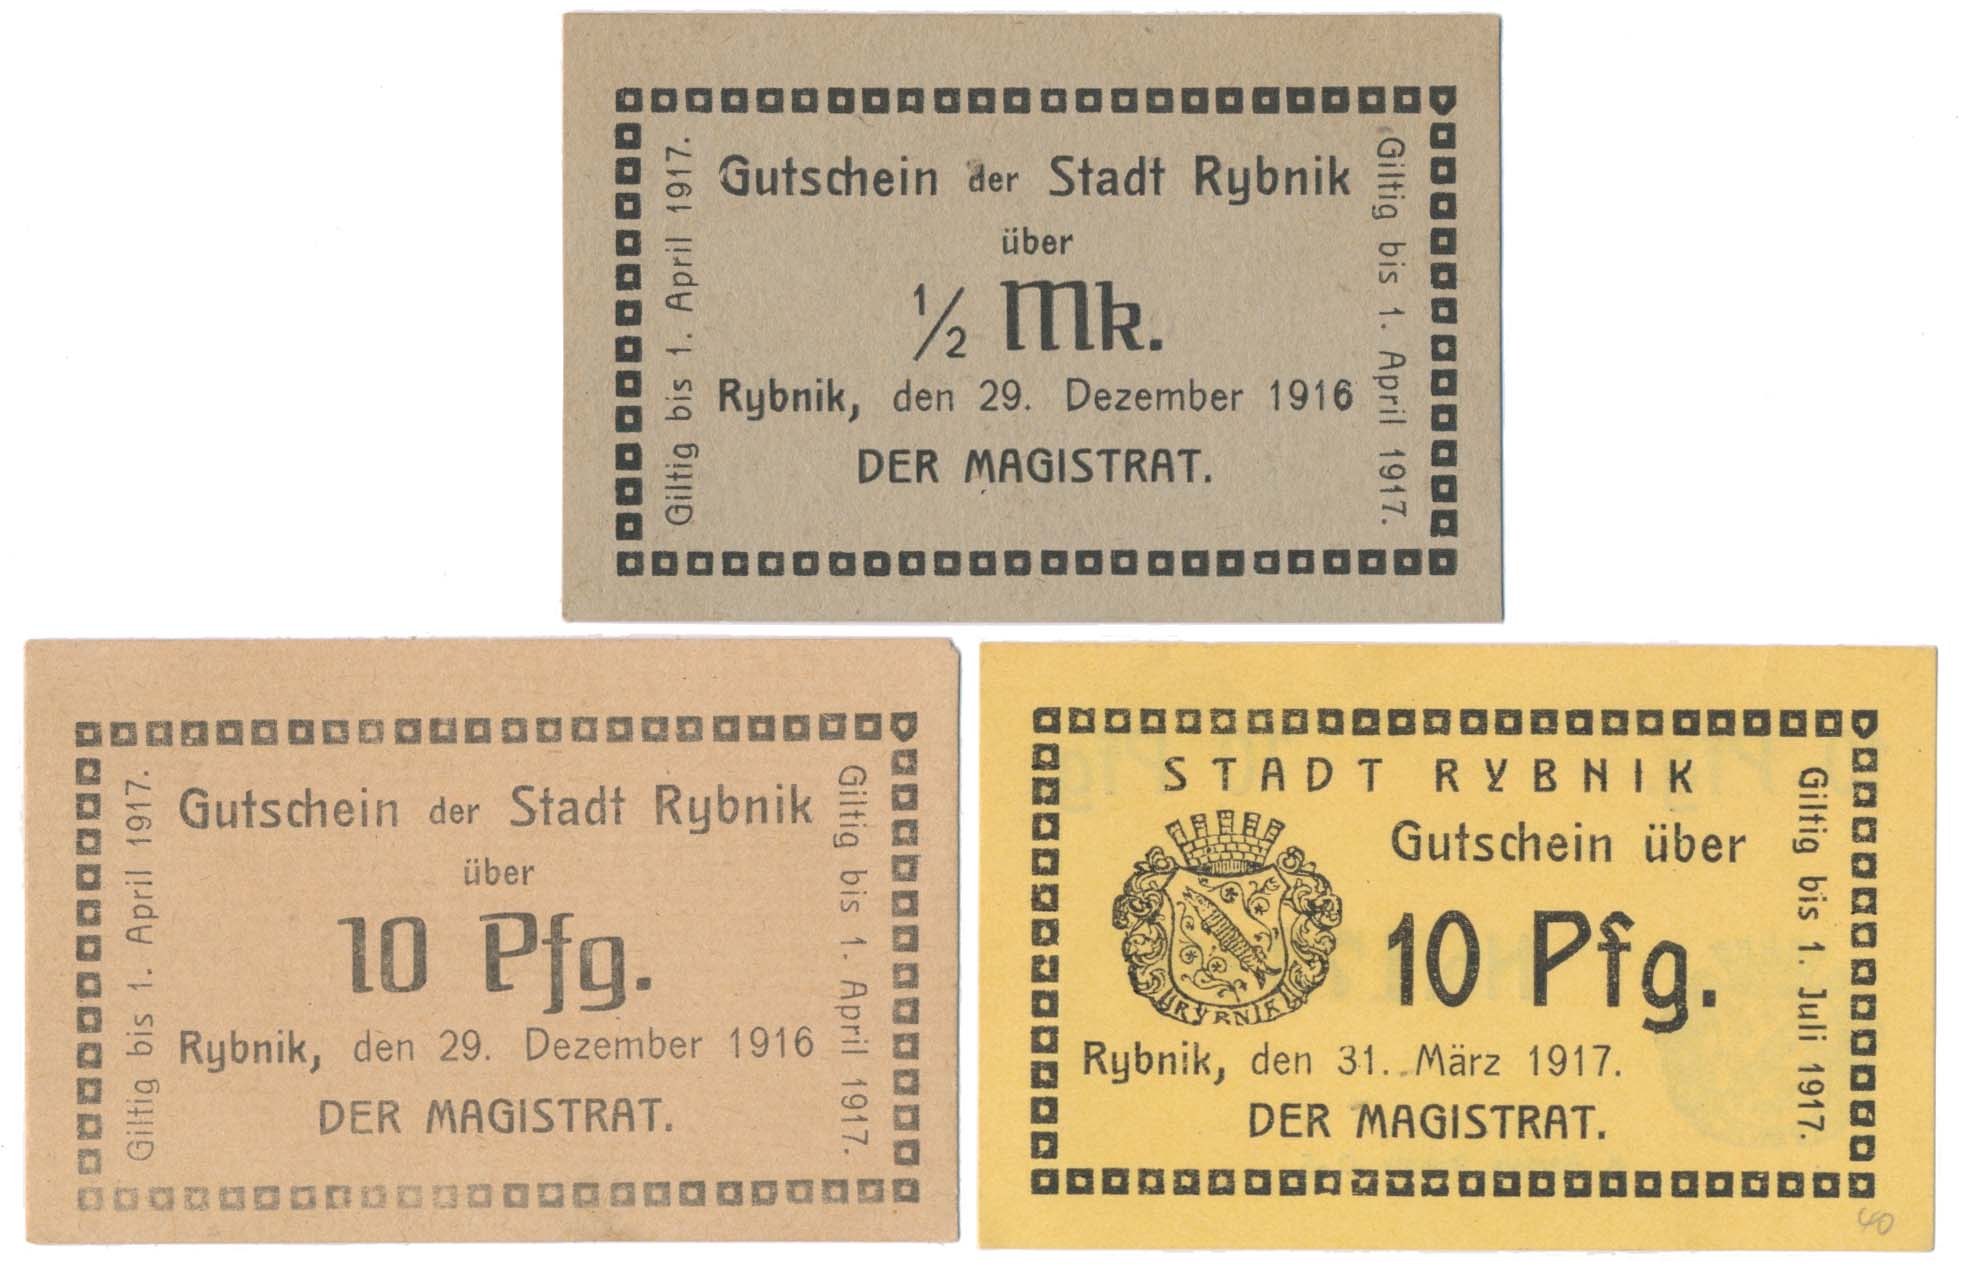 Gutschein der Stadt Rybnik
über
½ Mk.
Rybnik, den 29. Dezember 1916
DER MAGISTRAT.
Giltig bis 1. April 1917.
Giltig bis 1. April 1917.
Gutschein der Stadt Rybnik
über
10 Pfg.
Rybnik, den 29. Dezember 1916
DER MAGISTRAT.
Giltig bis 1. April 1917.
Giltig bis 1. April 1917.
STADT RYBNIK
Gutschein über
10 Pfg.
RYBNIK
Rybnik, den 31. März 1917.
DER MAGISTRAT.
Giltig bis 1. Juli 1917.
40